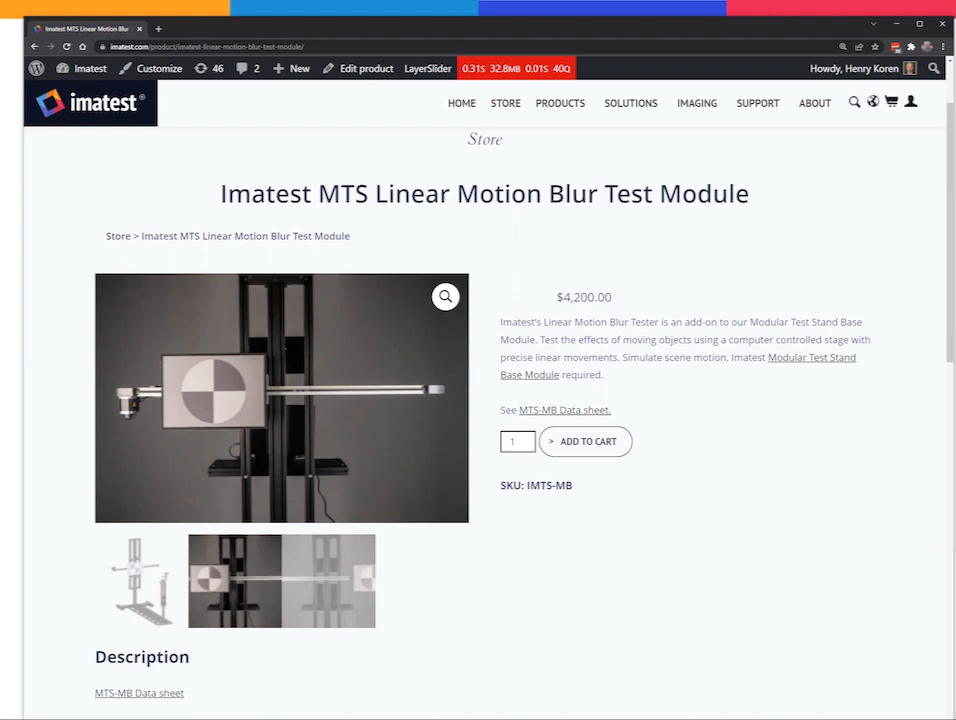 Imatest MTS Linear Motion Blur
imatest.com/product/imatest-linear-motion-blur-test-module/
Imatest Customize 46 2 New Edit product LayerSlider 0.31S 32.8MB 0.01S 40Q Howdy, Henry Koren
imatest® HOME STORE PRODUCTS SOLUTIONS IMAGING SUPPORT ABOUT
Store
Imatest MTS Linear Motion Blur Test Module
Store > Imatest MTS Linear Motion Blur Test Module
$4,200.00
Imatest's Linear Motion Blur Tester is an add-on to our Modular Test Stand Base
Module. Test the effects of moving objects using a computer controlled stage with
precise linear movements. Simulate scene motion. Imatest Modular Test Stand
Base Module required.
See MTS-MB Data sheet.
1 > ADD TO CART
SKU: IMTS-MB
Description
MTS-MB Data sheet